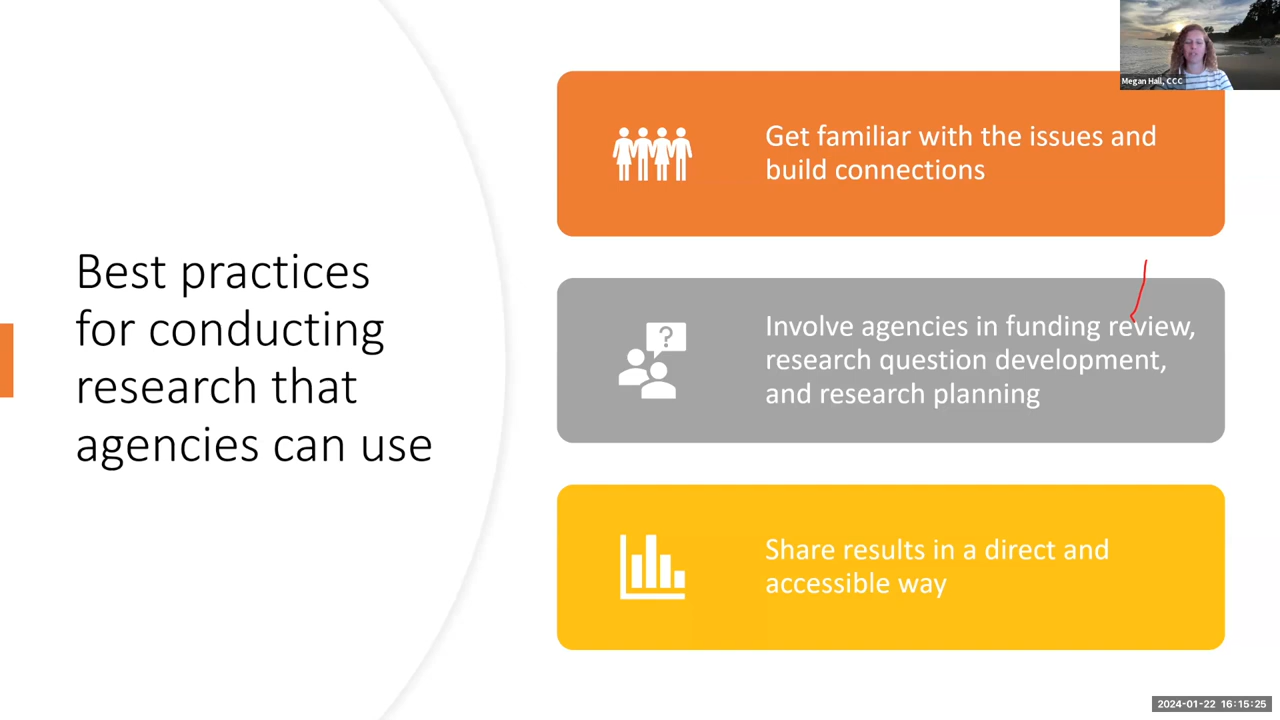 Megan Hall, CCC
Best practices
for conducting
research that
agencies can use
Get familiar with the issues and
build connections
?
Involve agencies in funding review,
research question development,
and research planning
Share results in a direct and
accessible way
2024-01-22 16:15:25